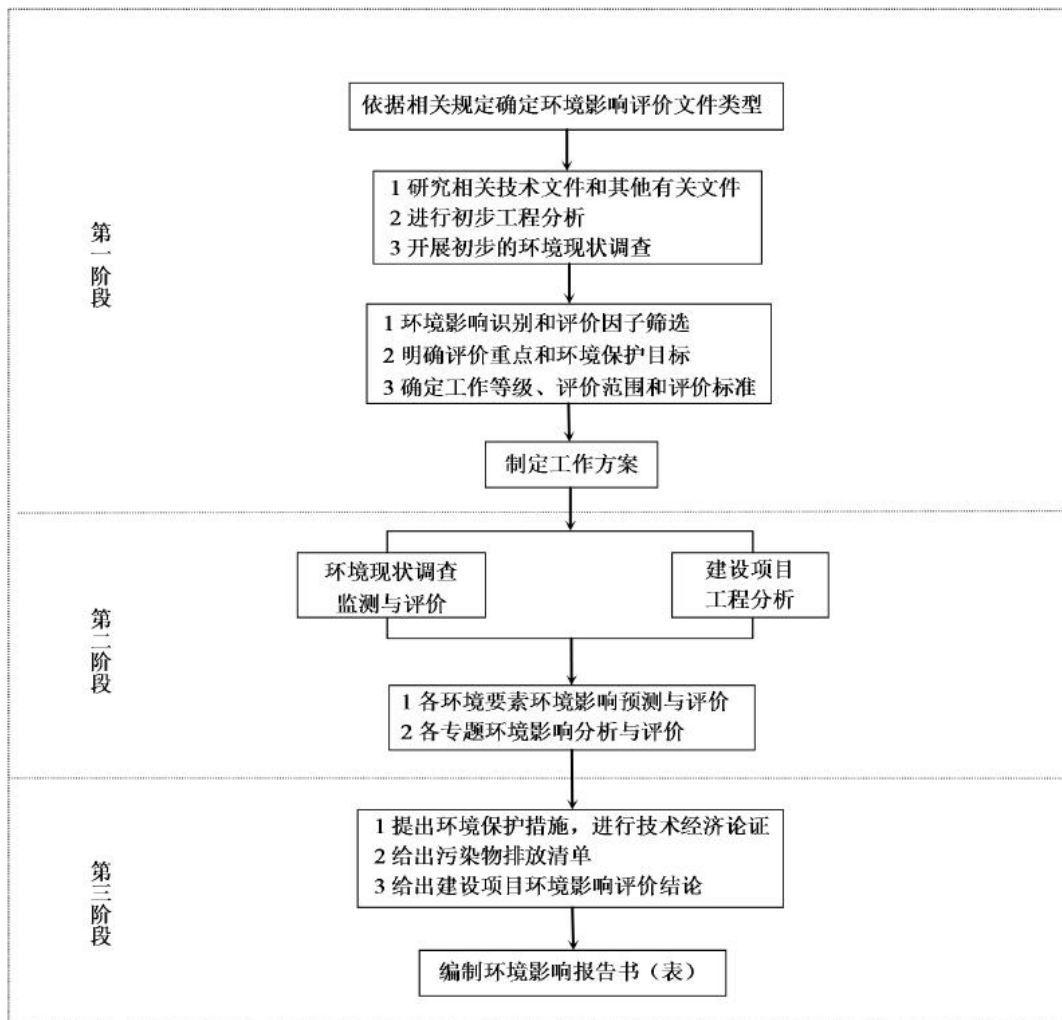 依据相关规定确定环境影响评价文件类型
1 研究相关技术文件和其他有关文件
2 进行初步工程分析
3 开展初步的环境现状调查
第一阶段
1 环境影响识别和评价因子筛选
2 明确评价重点和环境保护目标
3 确定工作等级、评价范围和评价标准
制定工作方案
环境现状调查
监测与评价
建设项目
工程分析
第二阶段
1 各环境要素环境影响预测与评价
2 各专题环境影响分析与评价
1 提出环境保护措施，进行技术经济论证
2 给出污染物排放清单
3 给出建设项目环境影响评价结论
第三阶段
编制环境影响报告书（表）